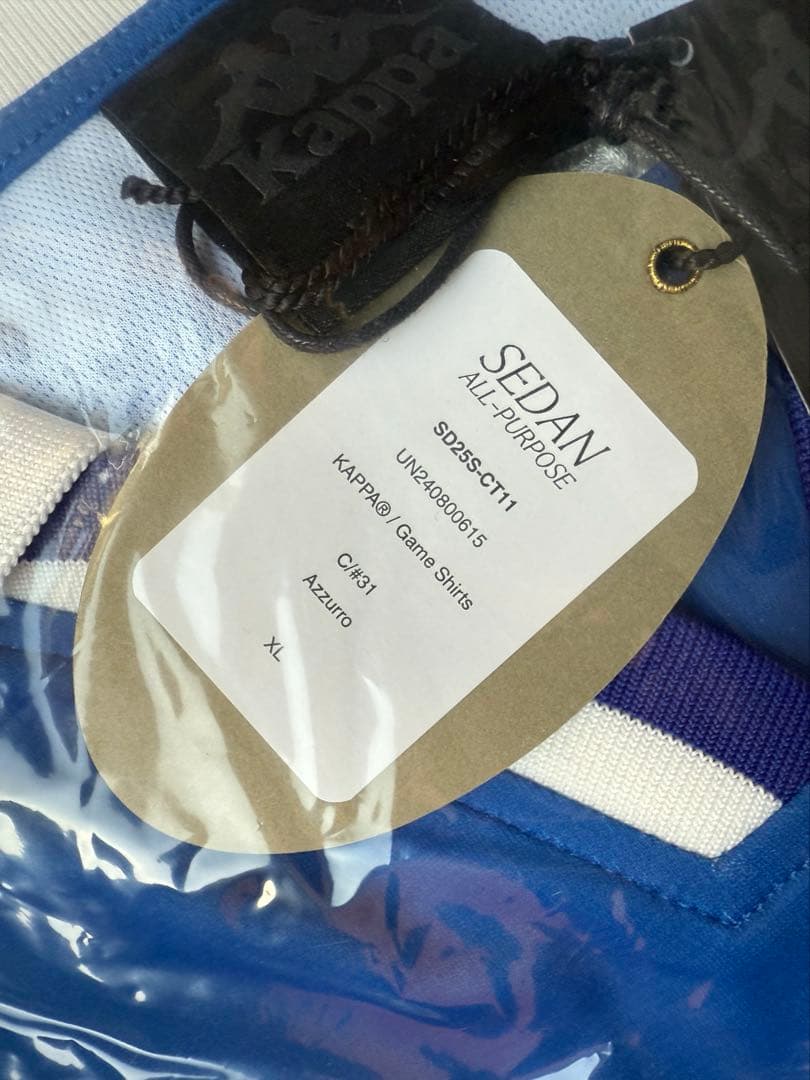 Kappa
SEDAN
ALL-PURPOSE
SD25S-CT11
UN240800615
KAPPA® / Game Shirts
C/#31
Azzurro
XL